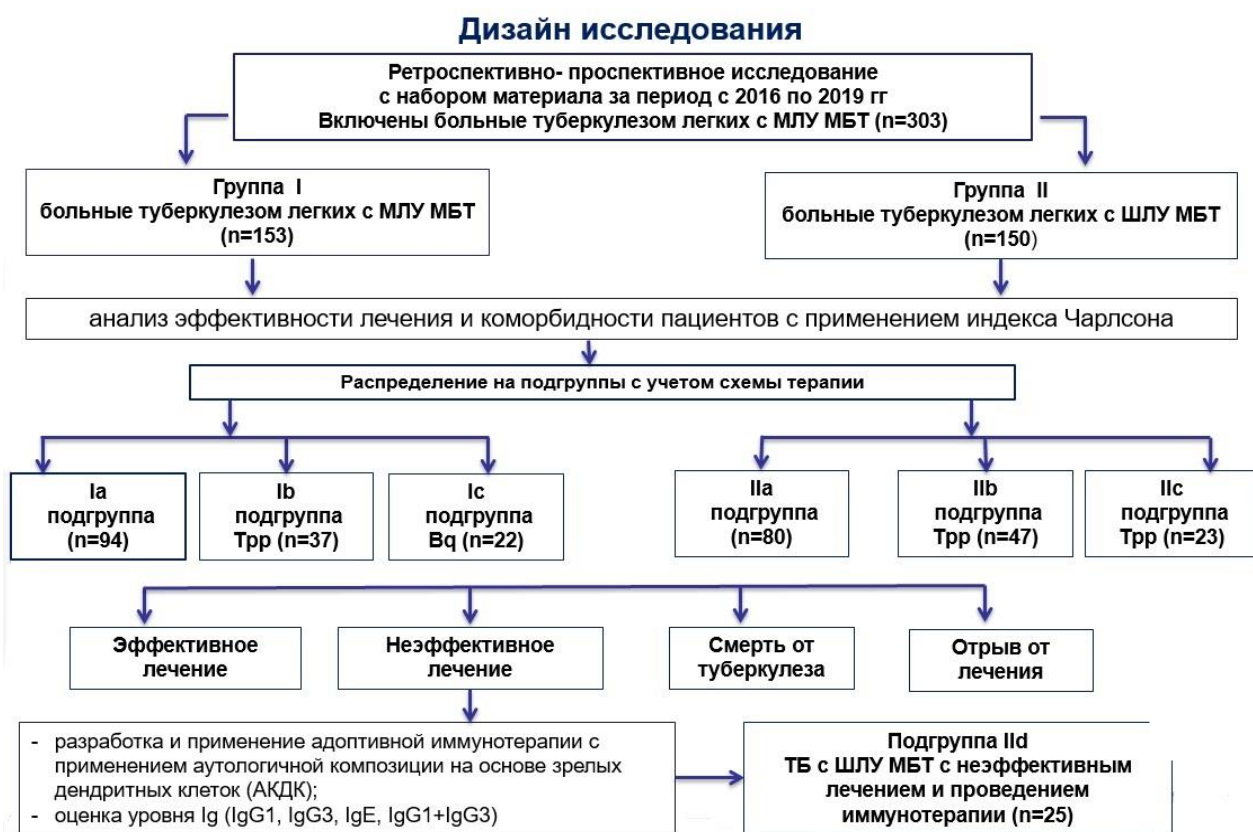 Дизайн исследования
Ретроспективно- проспективное исследование
с набором материала за период с 2016 по 2019 гг
Включены больные туберкулезом легких с МЛУ МБТ (n=303)
Группа I
больные туберкулезом легких с МЛУ МБТ
(n=153)
Группа II
больные туберкулезом легких с ШЛУ МБТ
(n=150)
анализ эффективности лечения и коморбидности пациентов с применением индекса Чарлсона
Распределение на подгруппы с учетом схемы терапии
Ia
подгруппа
(n=94)
Ib
подгруппа
Tpp (n=37)
Ic
подгруппа
Bq (n=22)
IIa
подгруппа
(n=80)
IIb
подгруппа
Tpp (n=47)
IIc
подгруппа
Tpp (n=23)
Эффективное
лечение
Неэффективное
лечение
Смерть от
туберкулеза
Отрыв от
лечения
- разработка и применение адоптивной иммунотерапии с
применением аутологичной композиции на основе зрелых
дендритных клеток (АКДК);
- оценка уровня Ig (IgG1, IgG3, IgE, IgG1+IgG3)
Подгруппа IId
ТБ с ШЛУ МБТ с неэффективным
лечением и проведением
иммунотерапии (n=25)